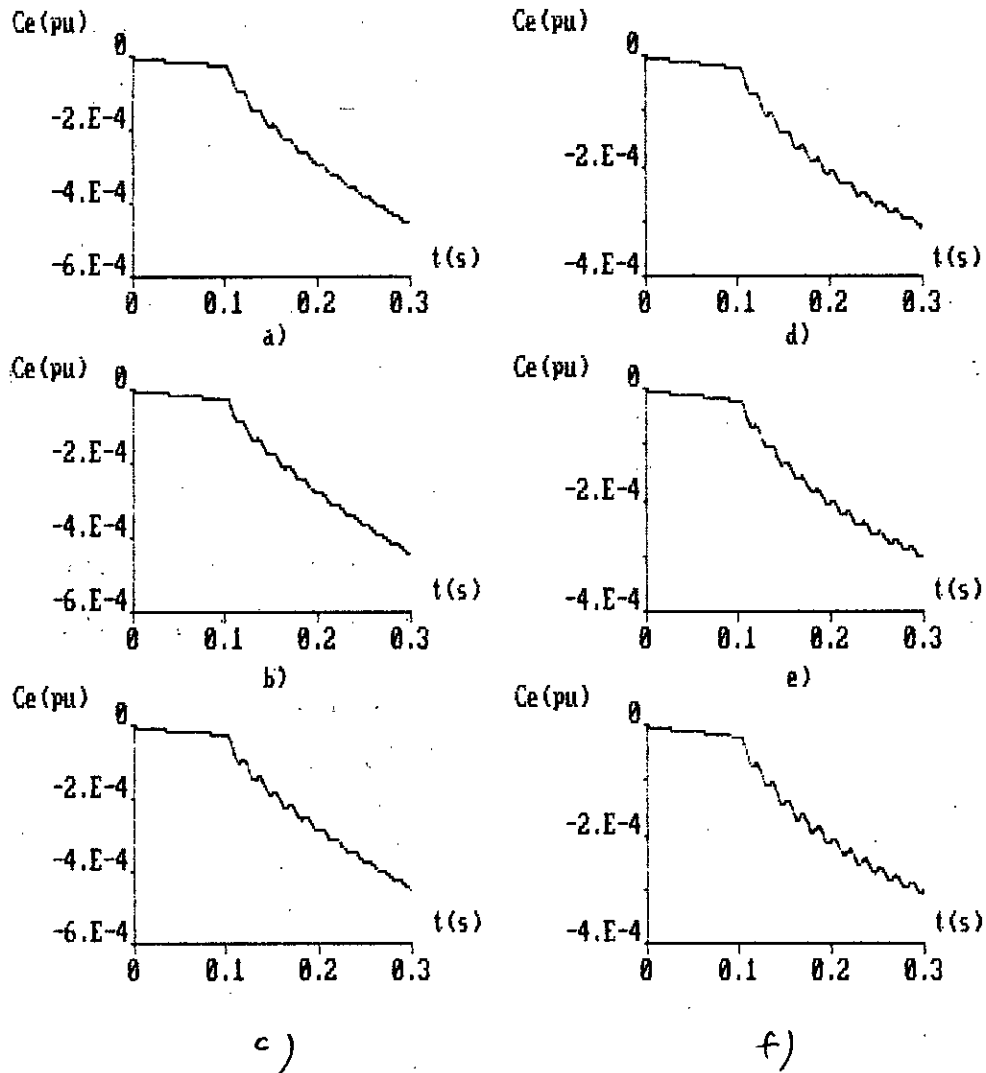 Ce(pu)
0
-2.E-4
-4.E-4
-6.E-4
t(s)
0 0.1 0.2 0.3
a)
Ce(pu)
0
-2.E-4
-4.E-4
t(s)
0 0.1 0.2 0.3
d)
Ce(pu)
0
-2.E-4
-4.E-4
-6.E-4
t(s)
0 0.1 0.2 0.3
b)
Ce(pu)
0
-2.E-4
-4.E-4
t(s)
0 0.1 0.2 0.3
e)
Ce(pu)
0
-2.E-4
-4.E-4
-6.E-4
t(s)
0 0.1 0.2 0.3
c)
Ce(pu)
0
-2.E-4
-4.E-4
t(s)
0 0.1 0.2 0.3
f)